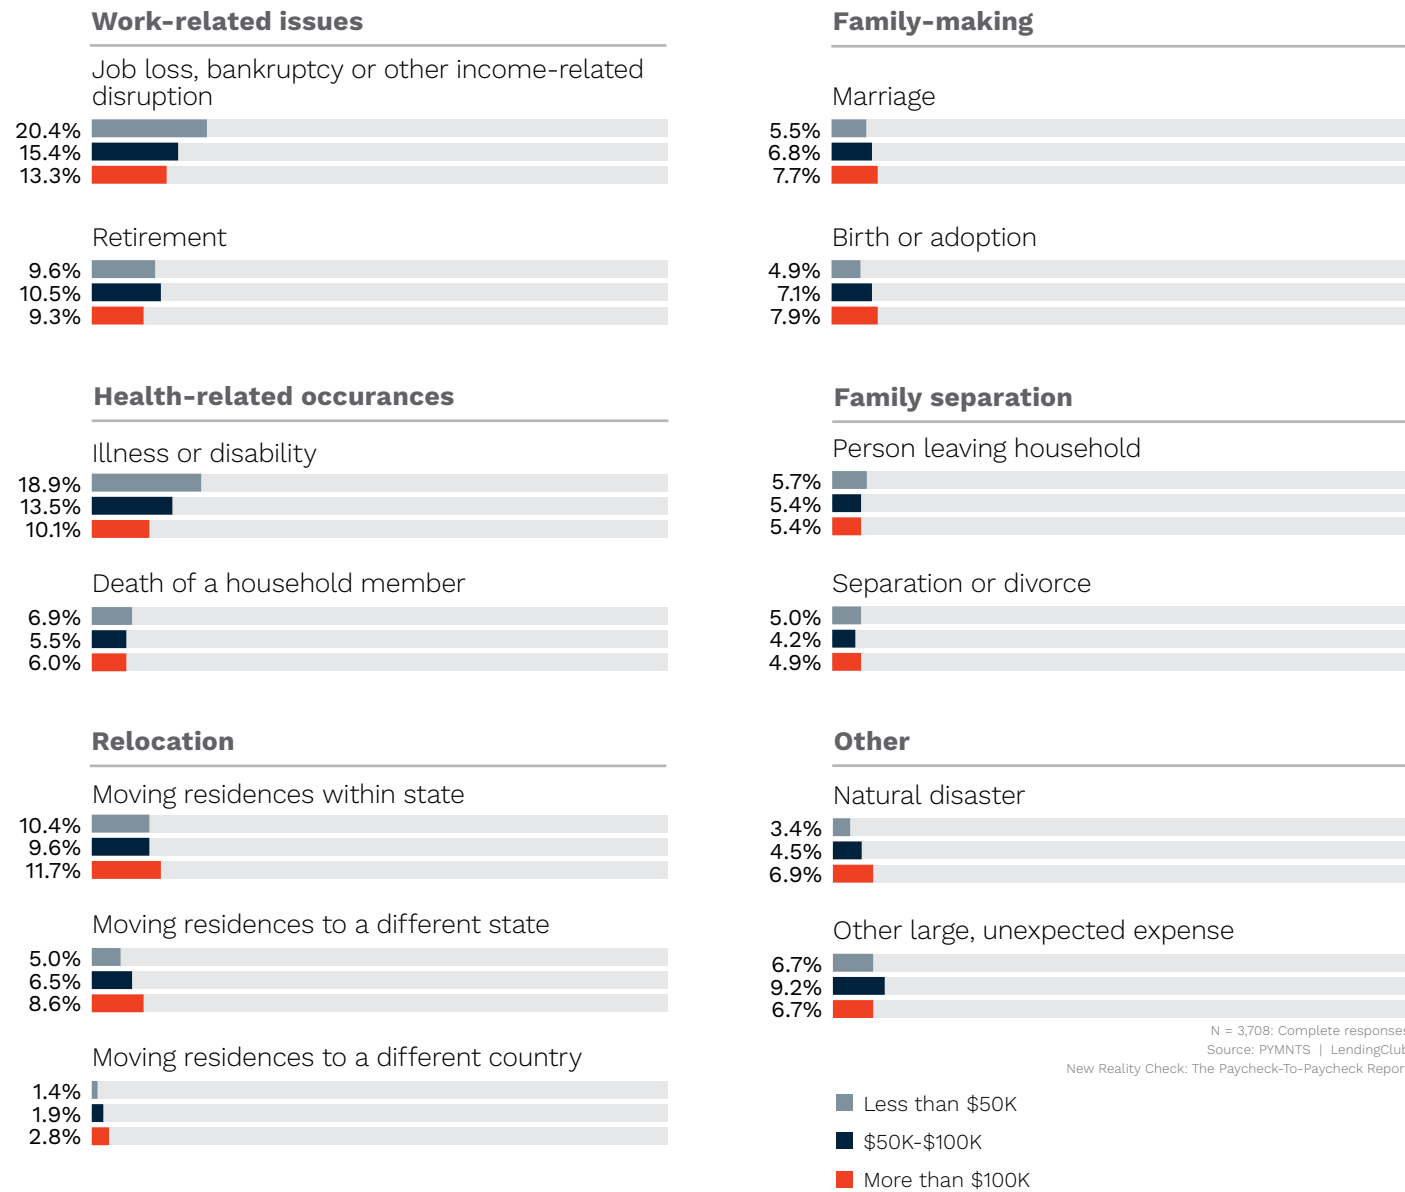 Work-related issues
Job loss, bankruptcy or other income-related
disruption
20.4%
15.4%
13.3%
Retirement
9.6%
10.5%
9.3%
Health-related occurances
Illness or disability
18.9%
13.5%
10.1%
Death of a household member
6.9%
5.5%
6.0%
Relocation
Moving residences within state
10.4%
9.6%
11.7%
Moving residences to a different state
5.0%
6.5%
8.6%
Moving residences to a different country
1.4%
1.9%
2.8%
Family-making
Marriage
5.5%
6.8%
7.7%
Birth or adoption
4.9%
7.1%
7.9%
Family separation
Person leaving household
5.7%
5.4%
5.4%
Separation or divorce
5.0%
4.2%
4.9%
Other
Natural disaster
3.4%
4.5%
6.9%
Other large, unexpected expense
6.7%
9.2%
6.7%
N = 3,708: Complete responses
Source: PYMNTS | LendingClub
New Reality Check: The Paycheck-To-Paycheck Report
Less than $50K
$50K-$100K
More than $100K